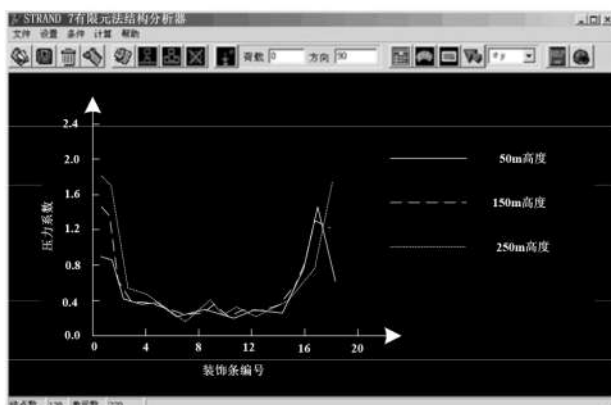 STRAND 7有限元法结构分析器
文件 设置 条件 计算 帮助
荷载 0 方向 90 σy
2.4
2.0
1.6
1.2
0.8
0.4
0.0
压力系数
0 4 8 12 16 20
装饰条编号
50m高度
150m高度
250m高度